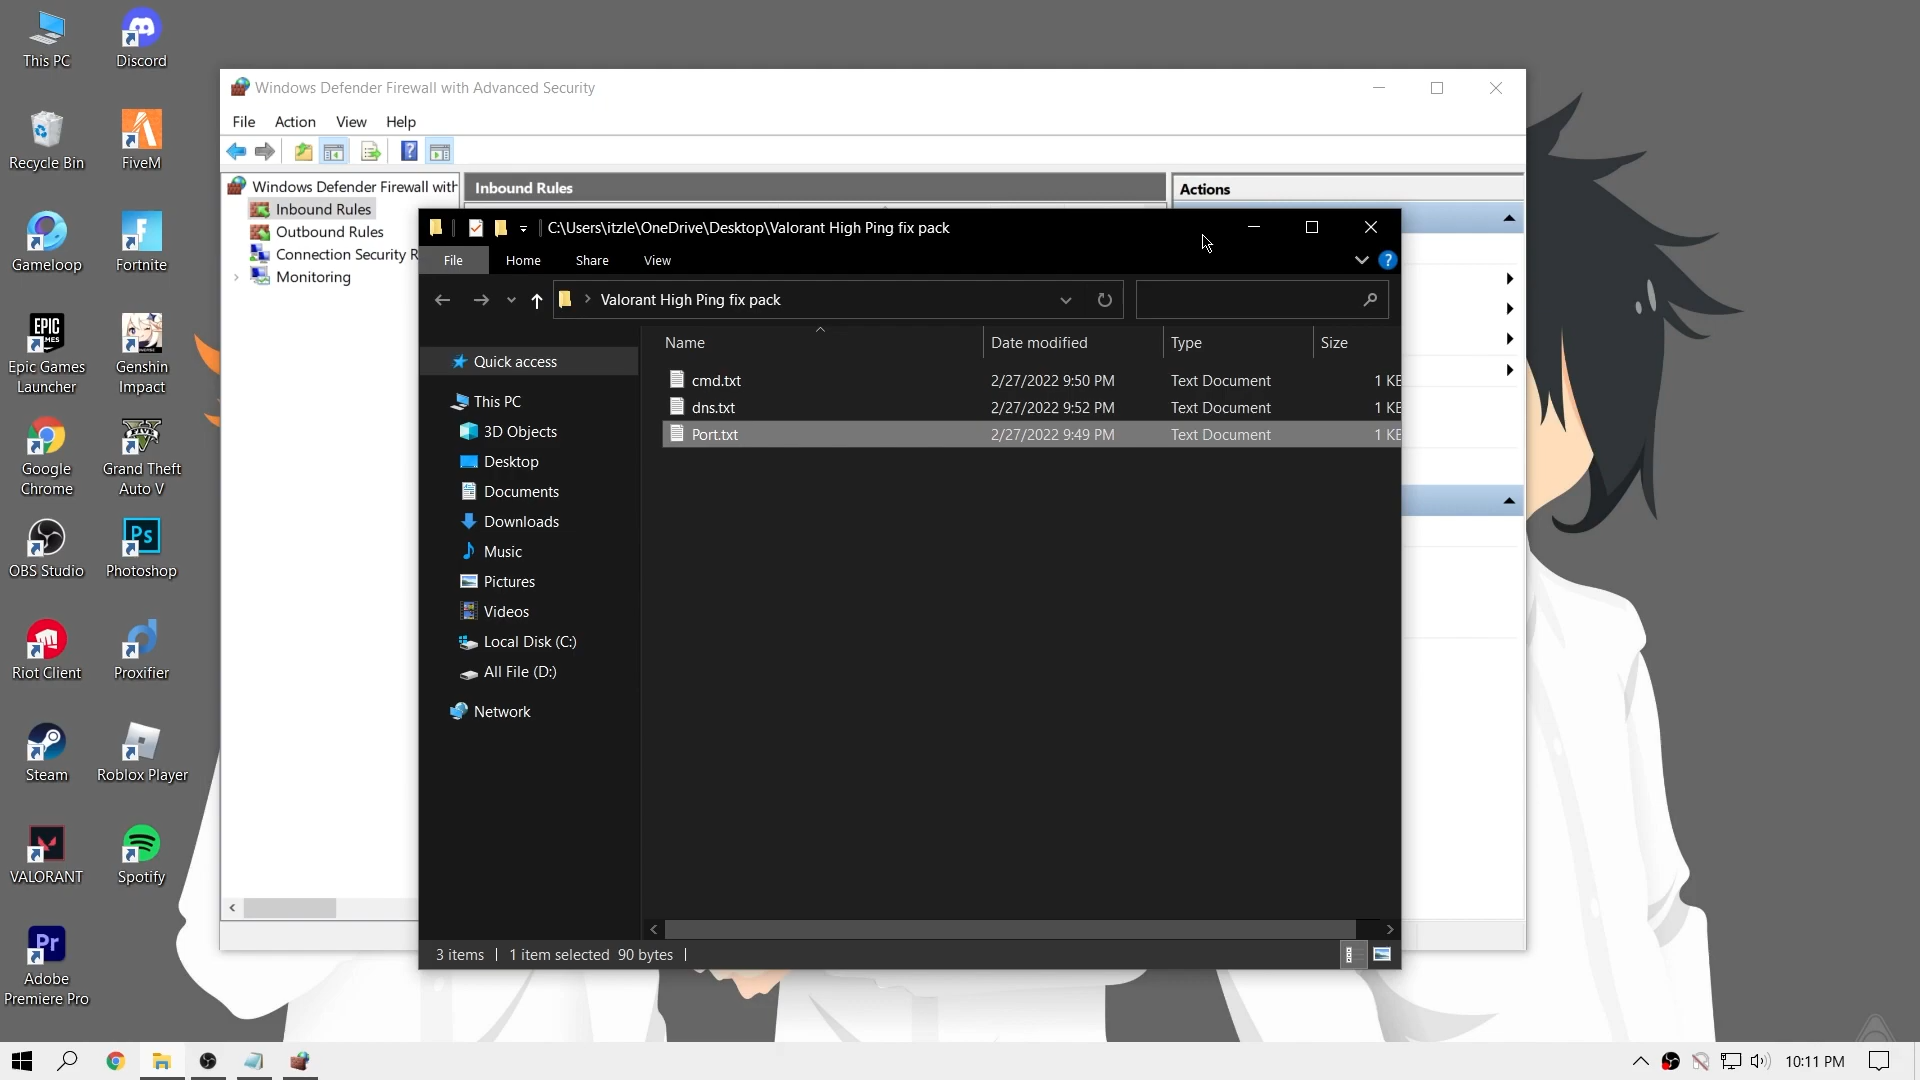 This PC
Discord
Recycle Bin
FiveM
Gameloop
Fortnite
Epic Games
Launcher
Genshin
Impact
Google
Chrome
Grand Theft
Auto V
OBS Studio
Photoshop
Riot Client
Proxifier
Steam
Roblox Player
VALORANT
Spotify
Adobe
Premiere Pro
Windows Defender Firewall with Advanced Security
File Action View Help
Windows Defender Firewall with
Inbound Rules
Outbound Rules
Connection Security R
Monitoring
Inbound Rules
Actions
C:\Users\itzle\OneDrive\Desktop\Valorant High Ping fix pack
File Home Share View
Valorant High Ping fix pack
Quick access
This PC
3D Objects
Desktop
Documents
Downloads
Music
Pictures
Videos
Local Disk (C:)
All File (D:)
Network
Name Date modified Type Size
cmd.txt 2/27/2022 9:50 PM Text Document 1 KB
dns.txt 2/27/2022 9:52 PM Text Document 1 KB
Port.txt 2/27/2022 9:49 PM Text Document 1 KB
3 items 1 item selected 90 bytes
10:11 PM